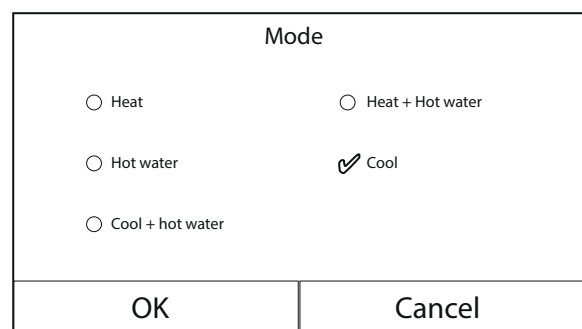 Mode
Heat
Heat + Hot water
Hot water
Cool
Cool + hot water
OK
Cancel